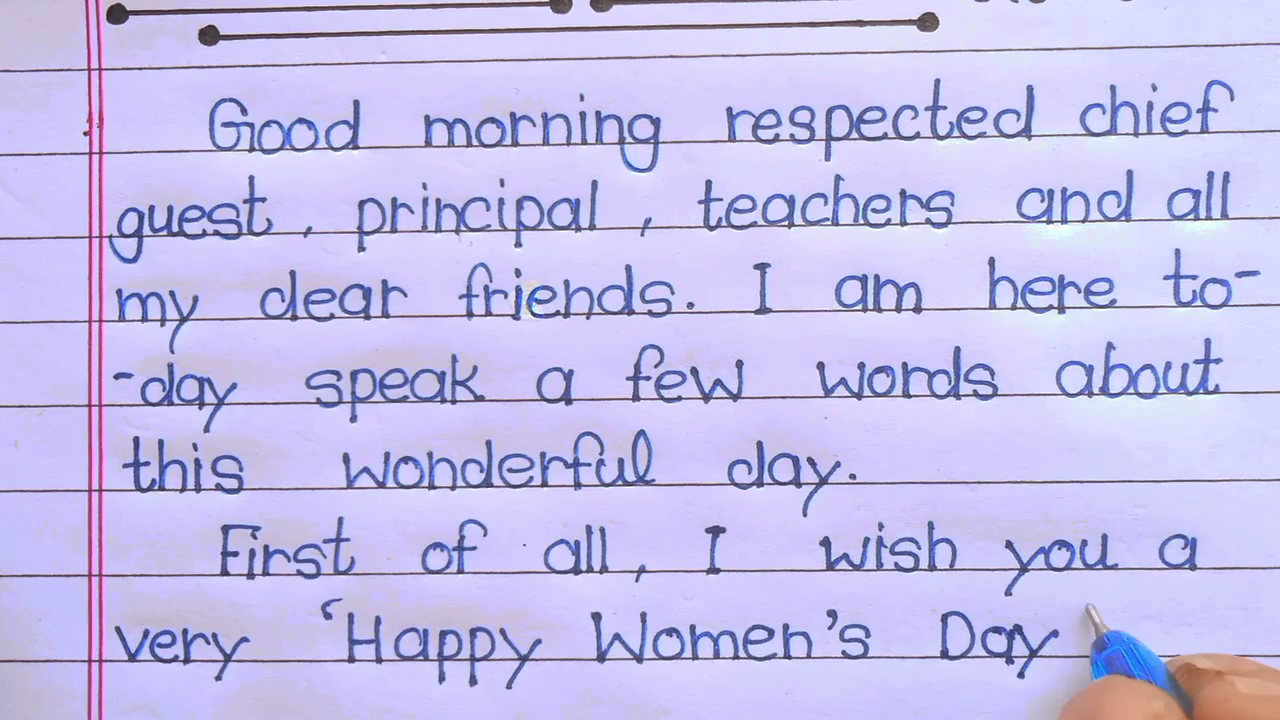 Good morning respected chief
guest, principal, teachers and all
my dear friends. I am here to-
-day speak a few words about
this wonderful day.
First of all, I wish you a
very 'Happy Women's Day